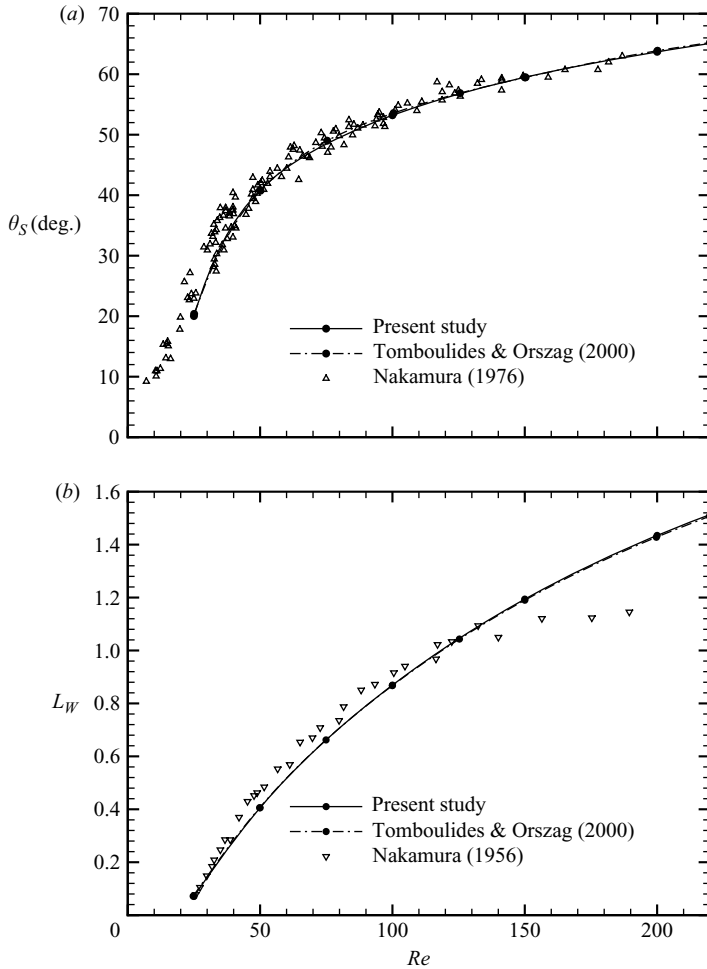 (a)
70
60
50
40
θS (deg.)
30
20
10
0
Present study
Tomboulides & Orszag (2000)
Nakamura (1976)
(b)
1.6
1.4
1.2
1.0
0.8
LW
0.6
0.4
0.2
0
50
100
150
200
Re
Present study
Tomboulides & Orszag (2000)
Nakamura (1956)